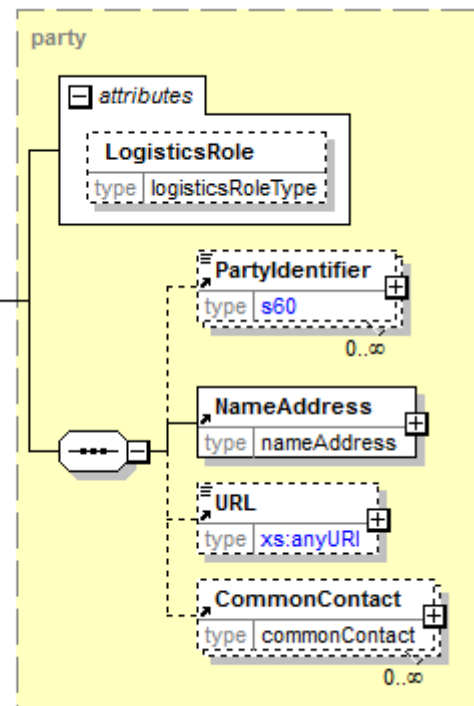 party
attributes
LogisticsRole
type logisticsRoleType
PartyIdentifier
type s60
0..∞
NameAddress
type nameAddress
URL
type xs:anyURI
CommonContact
type commonContact
0..∞